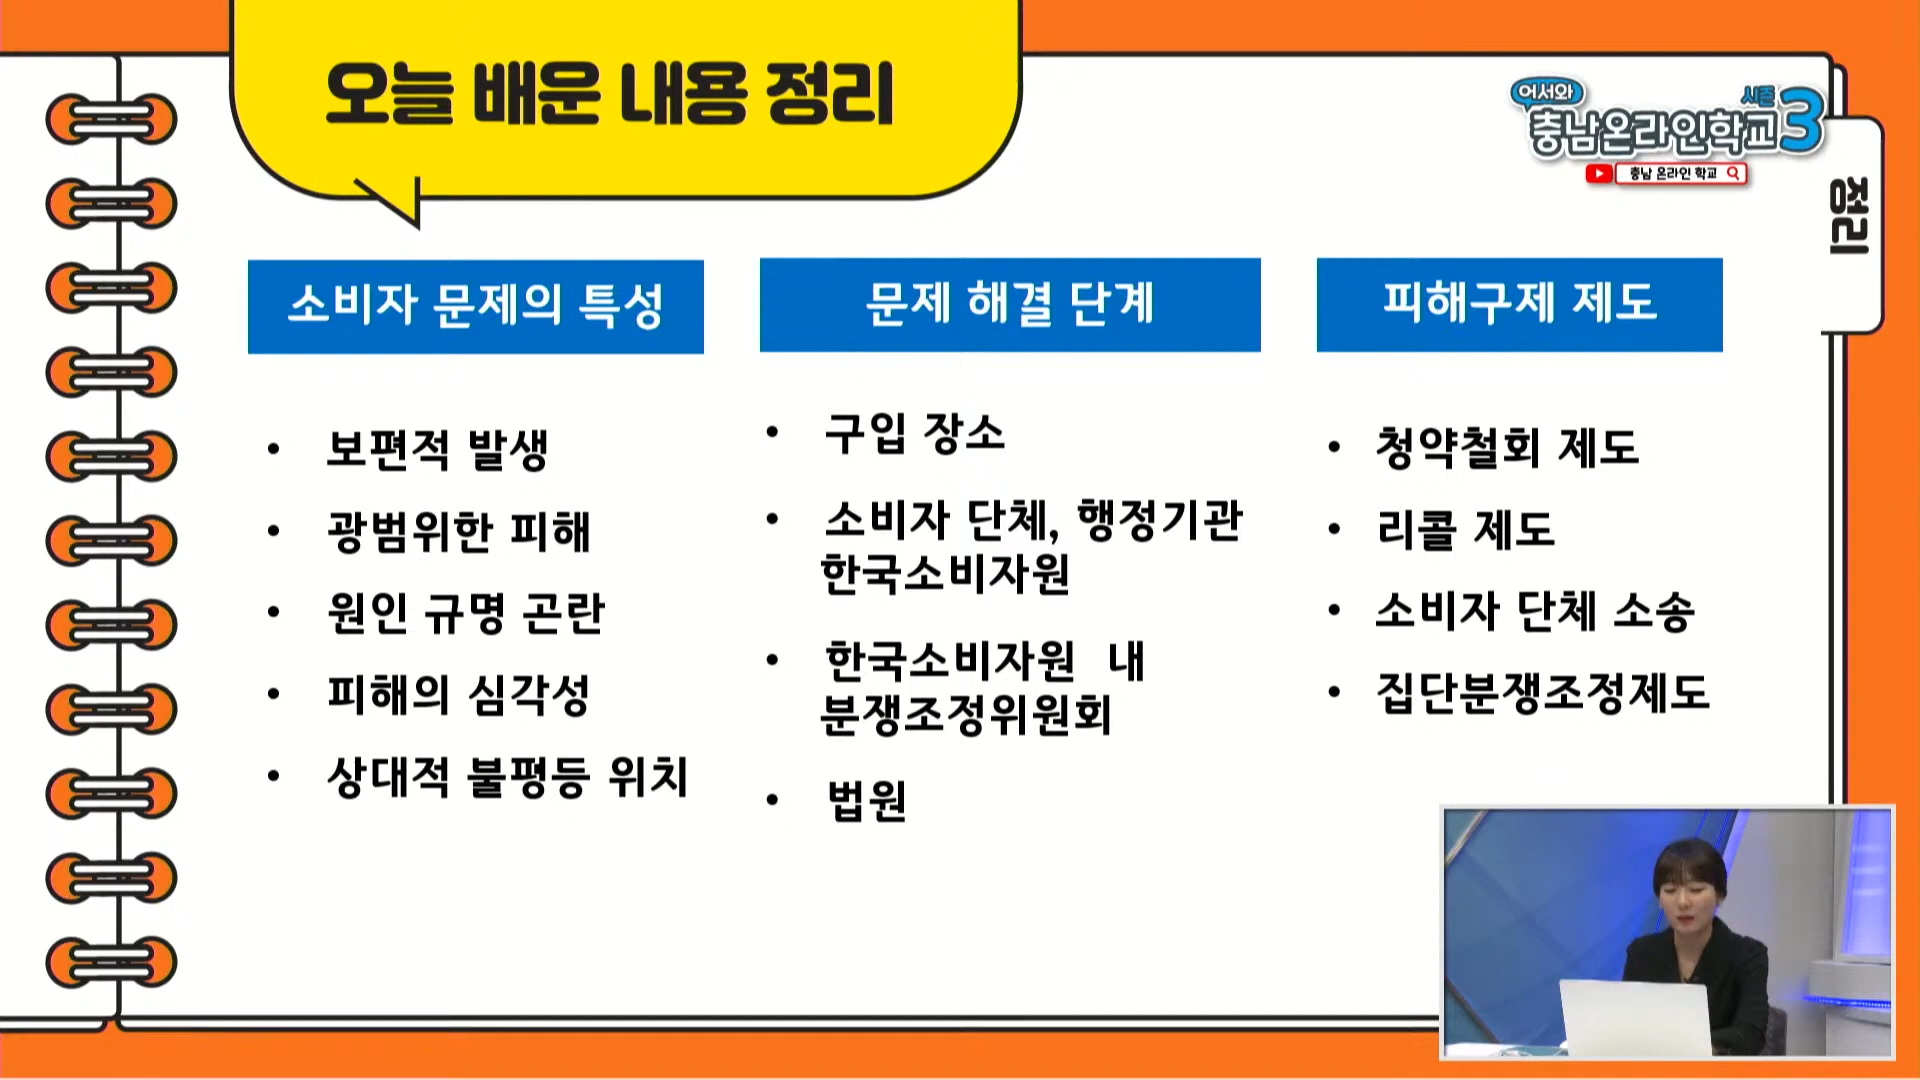 오늘 배운 내용 정리
어서와
시즌
충남온라인학교3
충남 온라인 학교
정리
소비자 문제의 특성
• 보편적 발생
• 광범위한 피해
• 원인 규명 곤란
• 피해의 심각성
• 상대적 불평등 위치
문제 해결 단계
• 구입 장소
• 소비자 단체, 행정기관
한국소비자원
• 한국소비자원 내
분쟁조정위원회
• 법원
피해구제 제도
• 청약철회 제도
• 리콜 제도
• 소비자 단체 소송
• 집단분쟁조정제도